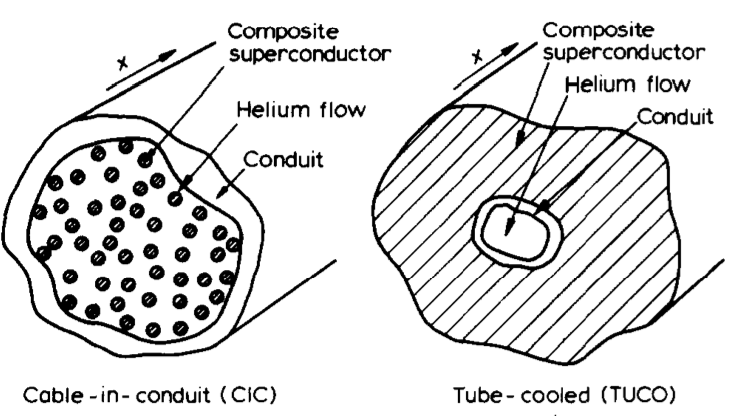 Composite
superconductor
x
Helium flow
Conduit
Cable-in-conduit (CIC)
Composite
superconductor
x
Helium flow
Conduit
Tube-cooled (TUCO)